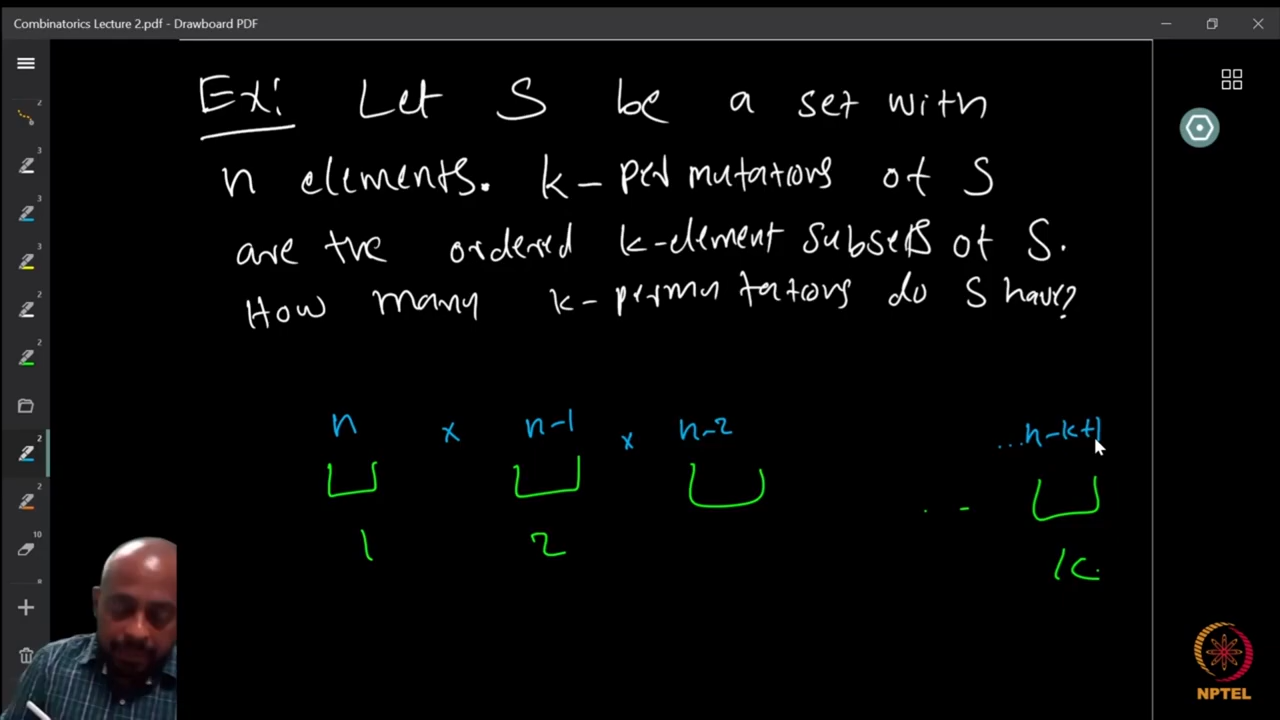 Combinatorics Lecture 2.pdf - Drawboard PDF
Ex: Let S be a set with
n elements. k - permutations of S
are the ordered k-element subsets of S.
How many k - permutations do S have?
n x n-1 x n-2 ...n-k+1
1 2 .. k
NPTEL